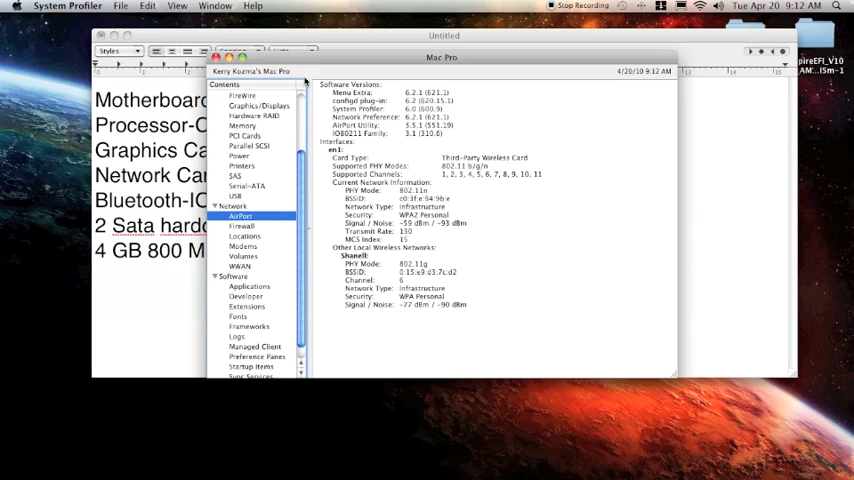 System Profiler File Edit View Window Help Stop Recording Tue Apr 20 9:12 AM
Untitled
Styles
Mac Pro
Kerry Kozma's Mac Pro 4/20/10 9:12 AM
Contents
FireWire
Graphics/Displays
Hardware RAID
Memory
PCI Cards
Parallel SCSI
Power
Printers
SAS
Serial-ATA
USB
Network
AirPort
Firewall
Locations
Modems
Volumes
WWAN
Software
Applications
Developer
Extensions
Fonts
Frameworks
Logs
Managed Client
Preference Panes
Startup Items
Sync Services
Software Versions:
Menu Extra: 6.2.1 (621.1)
configd plug-in: 6.2 (620.15.1)
System Profiler: 6.0 (600.9)
Network Preference: 6.2.1 (621.1)
AirPort Utility: 5.5.1 (551.19)
IO80211 Family: 3.1 (310.6)
Interfaces:
en1:
Card Type: Third-Party Wireless Card
Supported PHY Modes: 802.11 b/g/n
Supported Channels: 1, 2, 3, 4, 5, 6, 7, 8, 9, 10, 11
Current Network Information:
PHY Mode: 802.11n
BSSID: c0:3f:e:94:9b:e
Network Type: Infrastructure
Security: WPA2 Personal
Signal / Noise: -59 dBm / -93 dBm
Transmit Rate: 130
MCS Index: 15
Other Local Wireless Networks:
Shanell:
PHY Mode: 802.11g
BSSID: 0:15:e9:d3:7c:d2
Channel: 6
Network Type: Infrastructure
Security: WPA Personal
Signal / Noise: -77 dBm / -90 dBm
Motherboard
Processor-C
Graphics Ca
Network Car
Bluetooth-IO
2 Sata hardd
4 GB 800 M